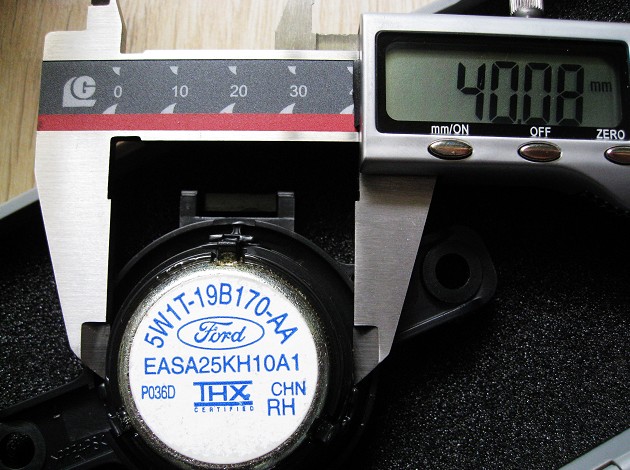 40.08 mm
G 0 10 20 30
mm/ON OFF ZERO
5W1T-19B170-AA
Ford
EASA25KH10A1
P036D THX CHN
CERTIFIED RH